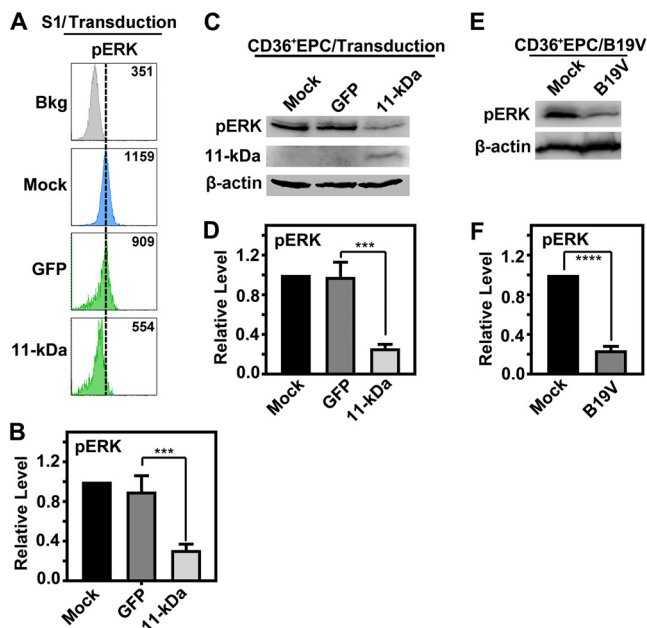 A
S1/Transduction
pERK
Bkg
351
Mock
1159
GFP
909
11-kDa
554
B
pERK
***
Relative Level
1.2
0.8
0.4
0.0
Mock
GFP
11-kDa
C
CD36⁺EPC/Transduction
Mock
GFP
11-kDa
pERK
11-kDa
β-actin
D
pERK
***
Relative Level
1.2
0.8
0.4
0.0
Mock
GFP
11-kDa
E
CD36⁺EPC/B19V
Mock
B19V
pERK
β-actin
F
pERK
****
Relative Level
1.2
0.8
0.4
0.0
Mock
B19V